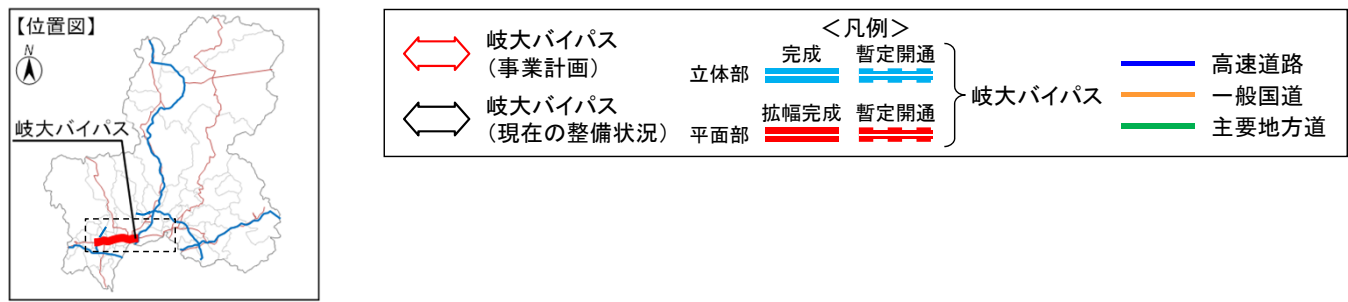 【位置図】
N
岐大バイパス
＜凡例＞
岐大バイパス
（事業計画）
岐大バイパス
（現在の整備状況）
完成 暫定開通
立体部
拡幅完成 暫定開通
平面部
岐大バイパス
高速道路
一般国道
主要地方道